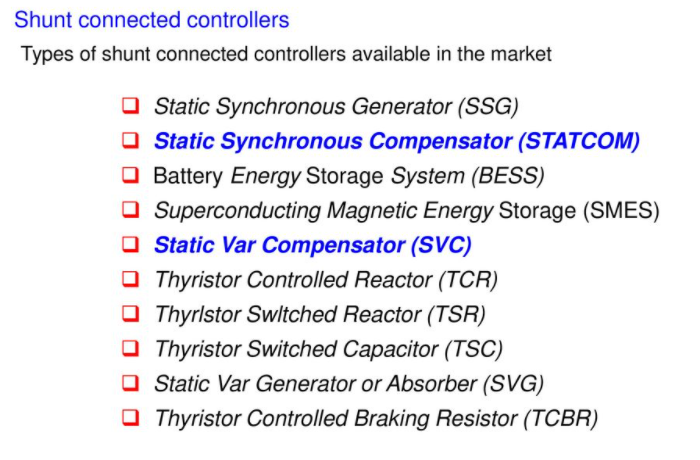 Shunt connected controllers
Types of shunt connected controllers available in the market
Static Synchronous Generator (SSG)
Static Synchronous Compensator (STATCOM)
Battery Energy Storage System (BESS)
Superconducting Magnetic Energy Storage (SMES)
Static Var Compensator (SVC)
Thyristor Controlled Reactor (TCR)
Thyrlstor Swltched Reactor (TSR)
Thyristor Switched Capacitor (TSC)
Static Var Generator or Absorber (SVG)
Thyristor Controlled Braking Resistor (TCBR)